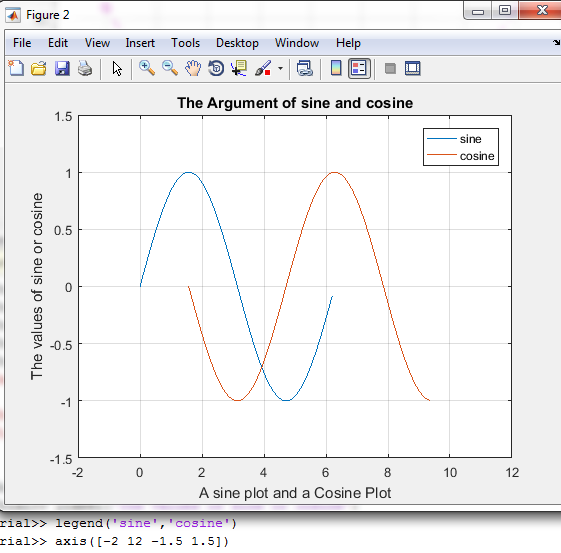 Figure 2
File Edit View Insert Tools Desktop Window Help
The Argument of sine and cosine
1.5
sine
cosine
1
0.5
0
-0.5
-1
-1.5
The values of sine or cosine
-2 0 2 4 6 8 10 12
A sine plot and a Cosine Plot
rial>> legend('sine','cosine')
rial>> axis([-2 12 -1.5 1.5])